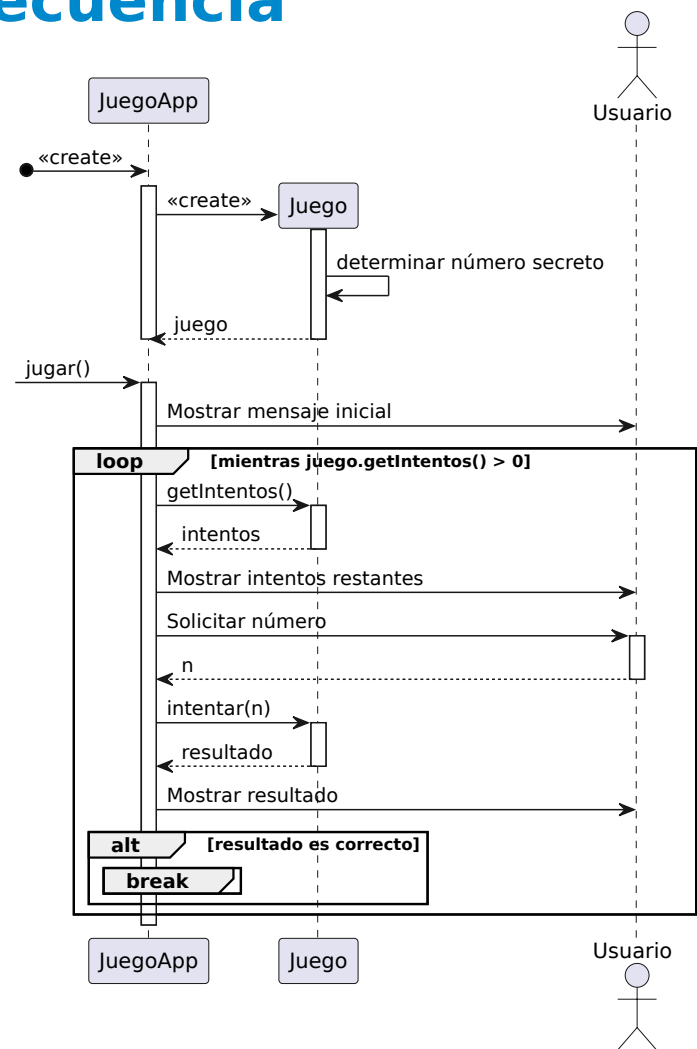 ecuencia
JuegoApp
Usuario
«create»
«create»
Juego
determinar número secreto
juego
jugar()
Mostrar mensaje inicial
loop [mientras juego.getIntentos() > 0]
getIntentos()
intentos
Mostrar intentos restantes
Solicitar número
n
intentar(n)
resultado
Mostrar resultado
alt [resultado es correcto]
break
JuegoApp
Juego
Usuario